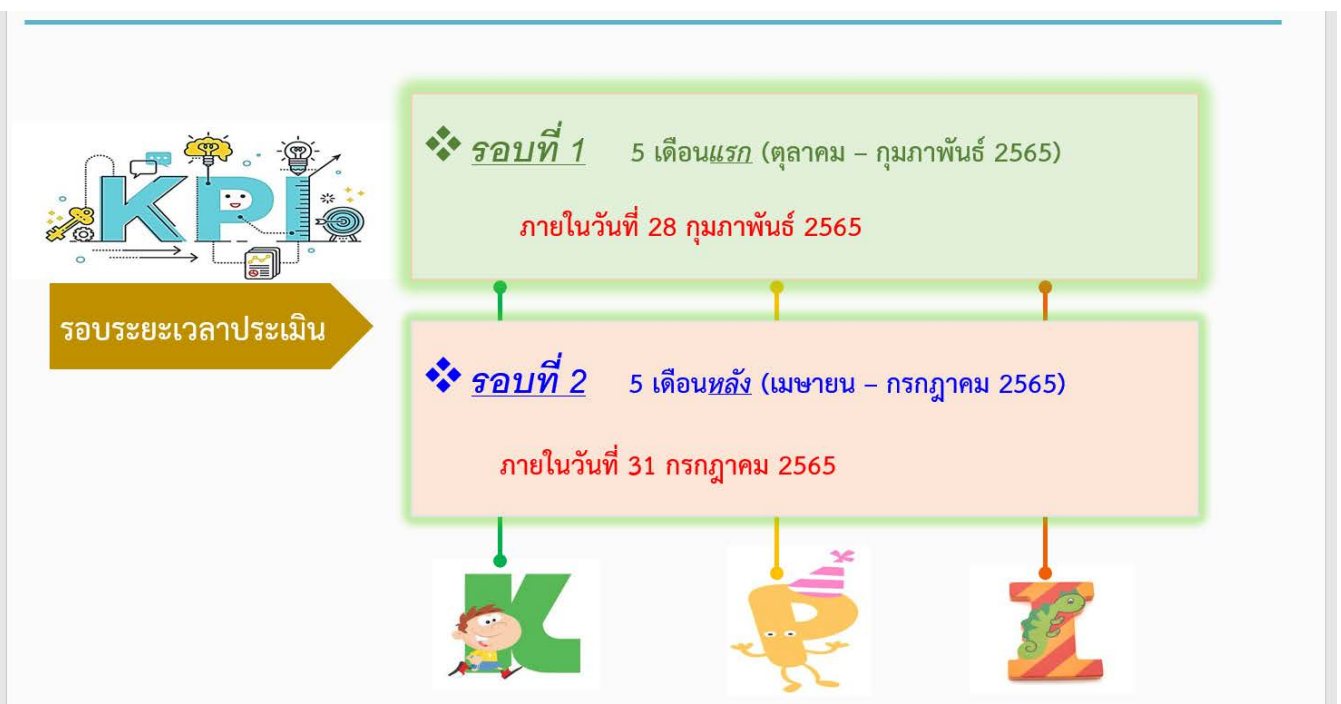 KPI
❖ รอบที่ 1 5 เดือนแรก (ตุลาคม – กุมภาพันธ์ 2565)
ภายในวันที่ 28 กุมภาพันธ์ 2565
รอบระยะเวลาประเมิน
❖ รอบที่ 2 5 เดือนหลัง (เมษายน – กรกฎาคม 2565)
ภายในวันที่ 31 กรกฎาคม 2565
K P I